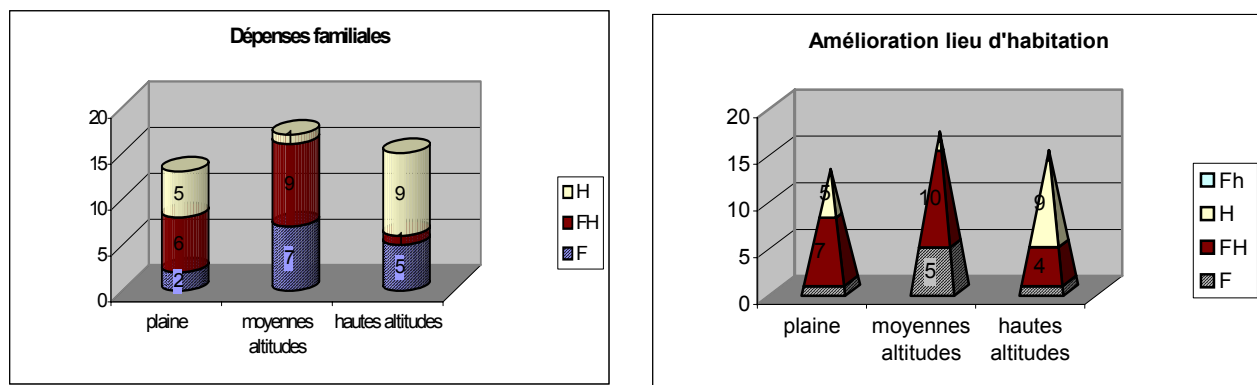 Dépenses familiales
20
15
10
5
0
5
6
2
1
9
7
9
1
5
plaine
moyennes
altitudes
hautes altitudes
H
FH
F
Amélioration lieu d'habitation
20
15
10
5
0
5
7
10
5
9
4
plaine
moyennes
altitudes
hautes
altitudes
Fh
H
FH
F